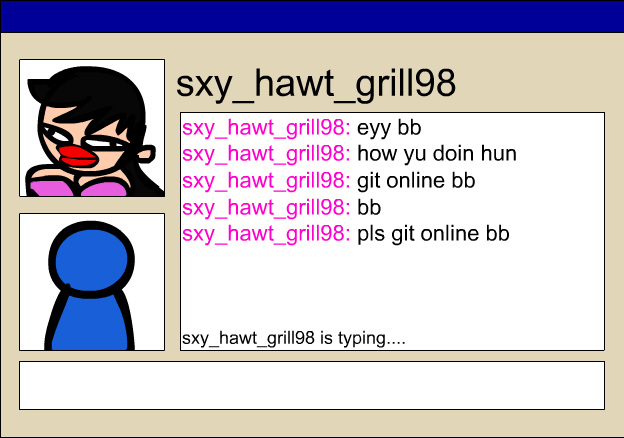 sxy_hawt_grill98
sxy_hawt_grill98: eyy bb
sxy_hawt_grill98: how yu doin hun
sxy_hawt_grill98: git online bb
sxy_hawt_grill98: bb
sxy_hawt_grill98: pls git online bb
sxy_hawt_grill98 is typing....